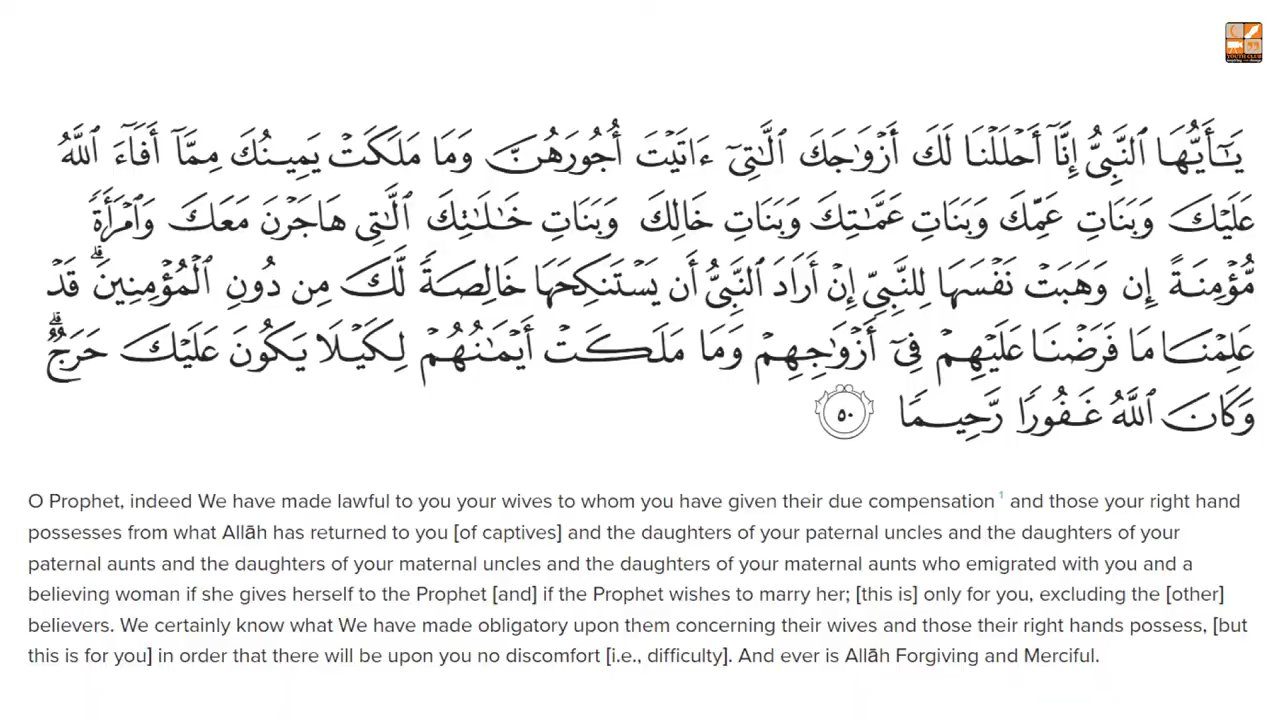 يَـٰٓأَيُّهَا ٱلنَّبِىُّ إِنَّآ أَحْلَلْنَا لَكَ أَزْوَٰجَكَ ٱلَّـٰتِىٓ ءَاتَيْتَ أُجُورَهُنَّ وَمَا مَلَكَتْ يَمِينُكَ مِمَّآ أَفَآءَ ٱللَّهُ
عَلَيْكَ وَبَنَاتِ عَمِّكَ وَبَنَاتِ عَمَّـٰتِكَ وَبَنَاتِ خَالِكَ وَبَنَاتِ خَـٰلَـٰتِكَ ٱلَّـٰتِى هَاجَرْنَ مَعَكَ وَٱمْرَأَةً
مُّؤْمِنَةً إِن وَهَبَتْ نَفْسَهَا لِلنَّبِىِّ إِنْ أَرَادَ ٱلنَّبِىُّ أَن يَسْتَنكِحَهَا خَالِصَةً لَّكَ مِن دُونِ ٱلْمُؤْمِنِينَ ۗ قَدْ
عَلِمْنَا مَا فَرَضْنَا عَلَيْهِمْ فِىٓ أَزْوَٰجِهِمْ وَمَا مَلَكَتْ أَيْمَـٰنُهُمْ لِكَيْلَا يَكُونَ عَلَيْكَ حَرَجٌ ۗ
وَكَانَ ٱللَّهُ غَفُورًا رَّحِيمًا ٥٠
O Prophet, indeed We have made lawful to you your wives to whom you have given their due compensation¹ and those your right hand
possesses from what Allāh has returned to you [of captives] and the daughters of your paternal uncles and the daughters of your
paternal aunts and the daughters of your maternal uncles and the daughters of your maternal aunts who emigrated with you and a
believing woman if she gives herself to the Prophet [and] if the Prophet wishes to marry her; [this is] only for you, excluding the [other]
believers. We certainly know what We have made obligatory upon them concerning their wives and those their right hands possess, [but
this is for you] in order that there will be upon you no discomfort [i.e., difficulty]. And ever is Allāh Forgiving and Merciful.
YOUTH CLUB